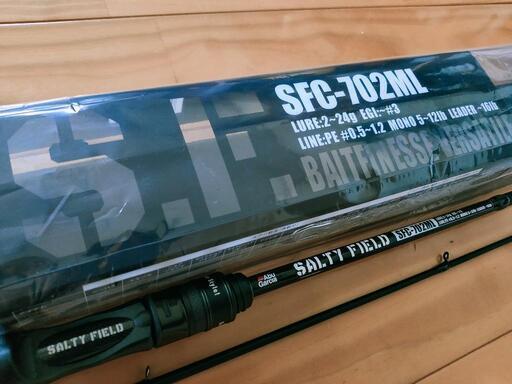 SFC-702ML
LURE:2~24g EGI:~#3
LINE:PE #0.5-1.2 MONO 5-12lb LEADER ~16lb
S.F.
BAITFINESSE
Abu
Garcia
SALTY FIELD
SFC-702ML
SALTY FIELD